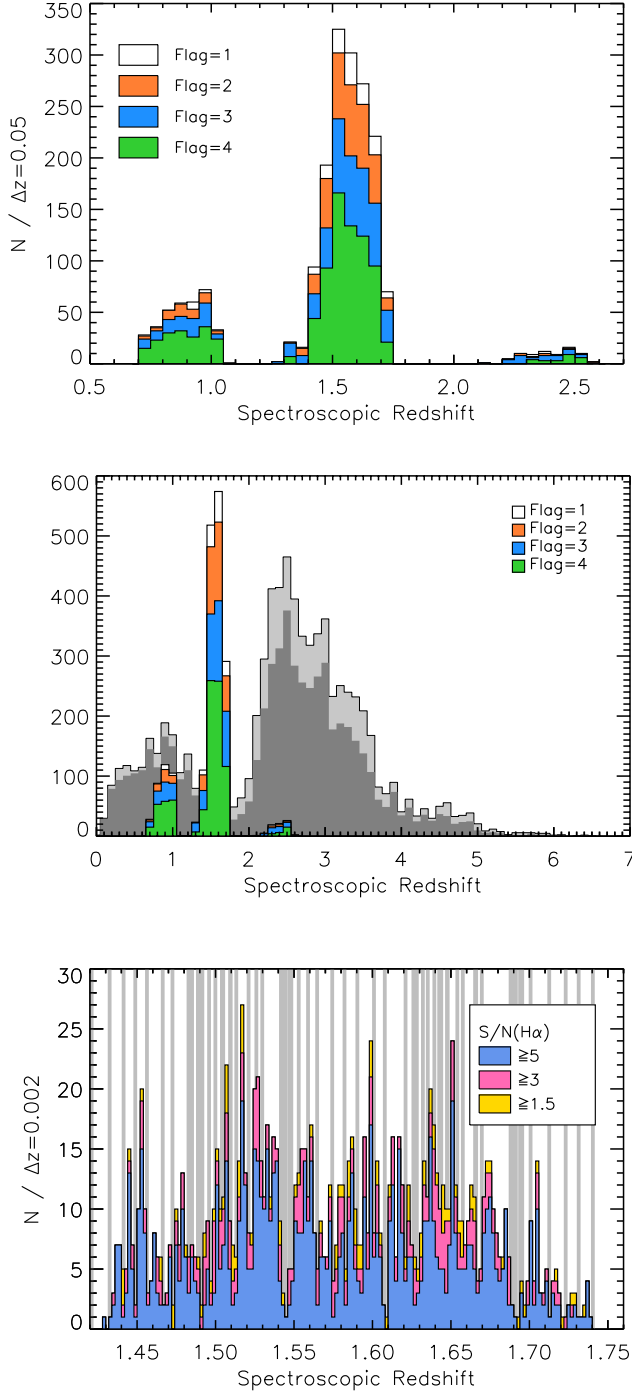 350
300
250
200
150
100
50
0
N / Δz=0.05
Flag=1
Flag=2
Flag=3
Flag=4
0.5 1.0 1.5 2.0 2.5
Spectroscopic Redshift
600
500
400
300
200
100
0
Flag=1
Flag=2
Flag=3
Flag=4
0 1 2 3 4 5 6 7
Spectroscopic Redshift
30
25
20
15
10
5
0
N / Δz=0.002
S/N(Hα)
≧5
≧3
≧1.5
1.45 1.50 1.55 1.60 1.65 1.70 1.75
Spectroscopic Redshift